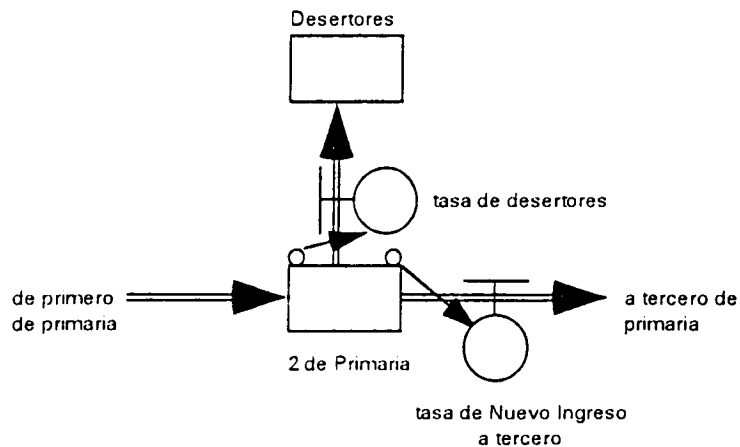 Desertores
tasa de desertores
de primero
de primaria
a tercero de
primaria
2 de Primaria
tasa de Nuevo Ingreso
a tercero